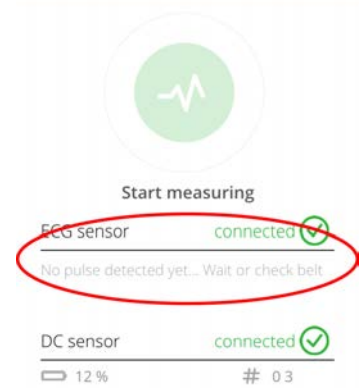 Start measuring
ECG sensor connected
No pulse detected yet... Wait or check belt
DC sensor connected
12 % # 03